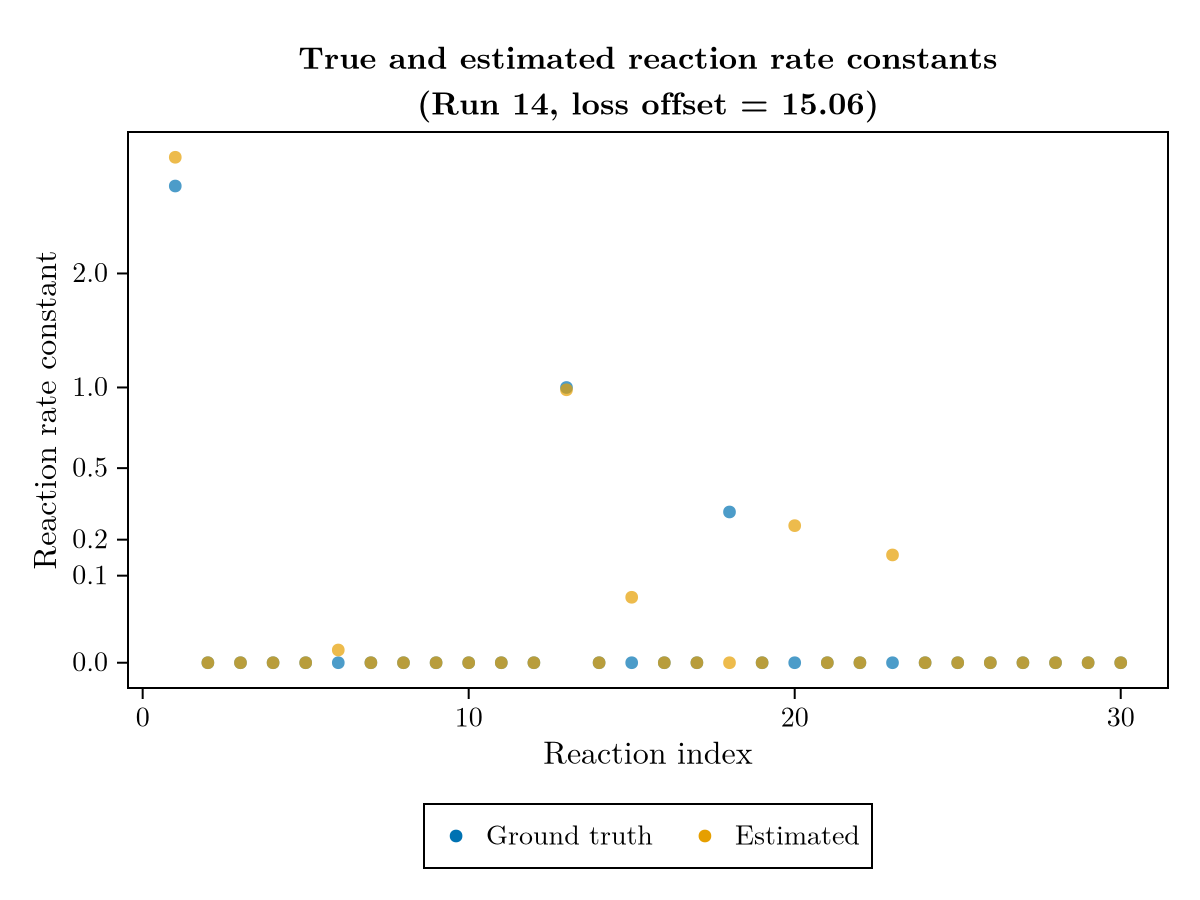 True and estimated reaction rate constants
(Run 14, loss offset = 15.06)
Reaction rate constant
2.0
1.0
0.5
0.2
0.1
0.0
0 10 20 30
Reaction index
Ground truth Estimated